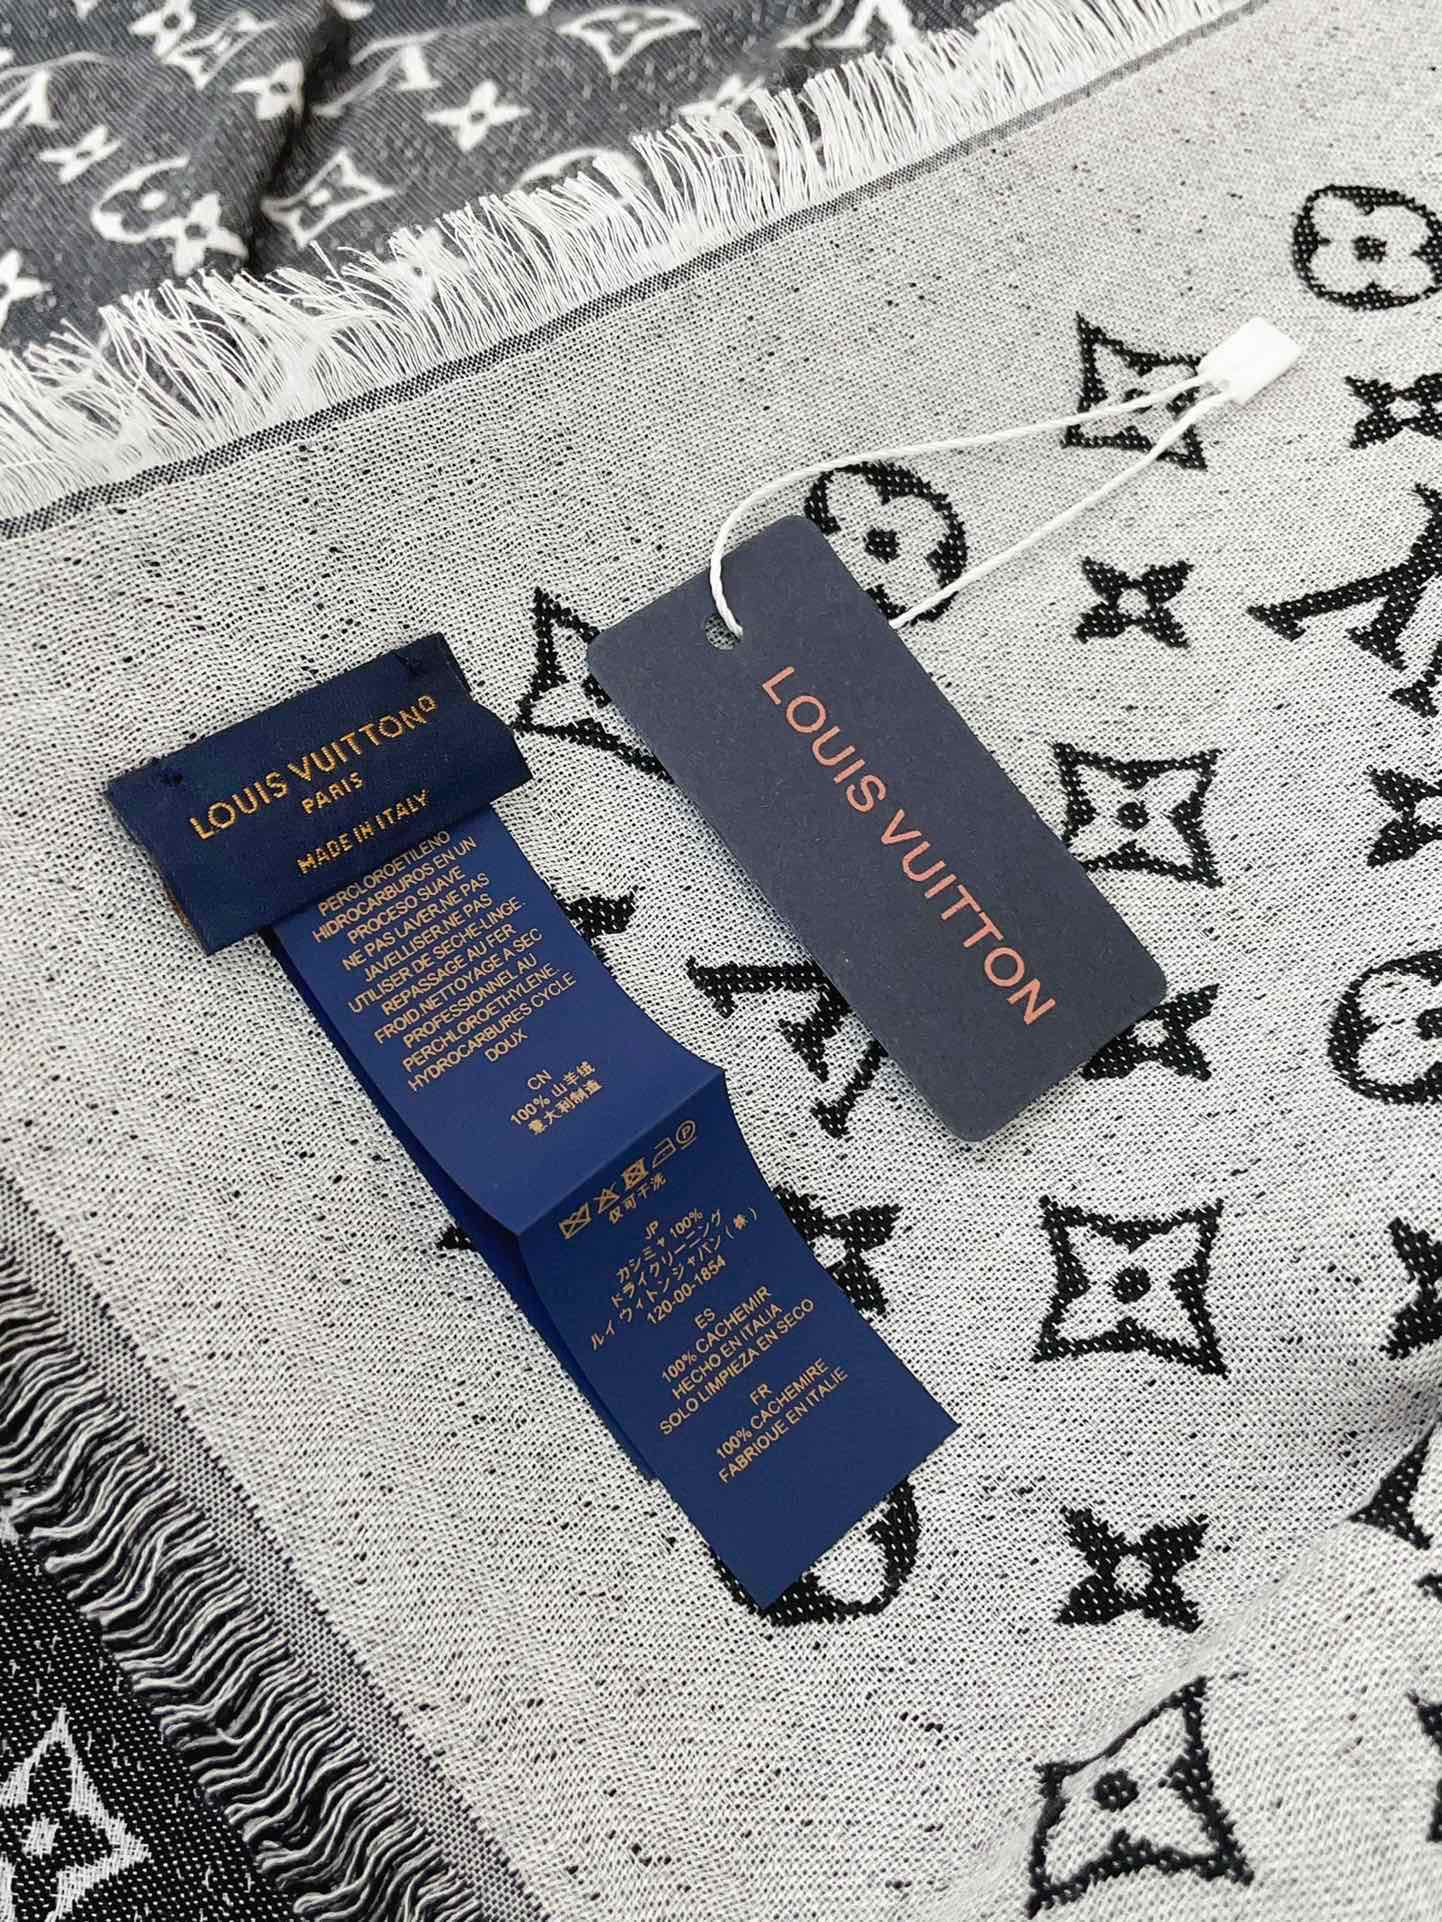 LOUIS VUITTON
PARIS
MADE IN ITALY
PERCLOROETILENO
HIDROCARBUROS EN UN
PROCESO SUAVE
NE PAS LAVER.NE PAS
JAVELLISER.NE PAS
UTILISER DE SECHE-LINGE.
REPASSAGE AU FER
FROID.NETTOYAGE A SEC
PROFESSIONNEL AU
PERCHLOROETHYLENE.
HYDROCARBURES CYCLE
DOUX
CN
100% 山羊绒
意大利制造
仅可干洗
JP
カシミヤ 100%
ドライクリーニング
ルイ ヴィトンジャパン(株)
120-00-1854
ES
100% CACHEMIR
HECHO EN ITALIA
SOLO LIMPIEZA EN SECO
FR
100% CACHEMIRE
FABRIQUE EN ITALIE
LOUIS VUITTON